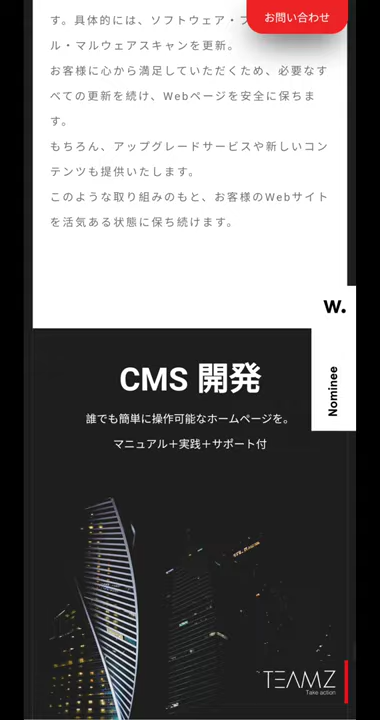 お問い合わせ
す。具体的には、ソフトウェア・
ル・マルウェアスキャンを更新。
お客様に心から満足していただくため、必要なす
べての更新を続け、Webページを安全に保ちま
す。
もちろん、アップグレードサービスや新しいコン
テンツも提供いたします。
このような取り組みのもと、お客様のWebサイト
を活気ある状態に保ち続けます。
W.
Nominee
CMS 開発
誰でも簡単に操作可能なホームページを。
マニュアル＋実践＋サポート付
TEAMZ
Take action